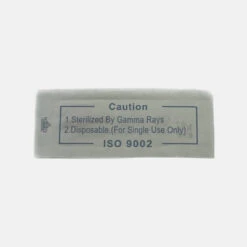 Caution
1.Sterilized By Gamma Rays
2.Disposable.(For Single Use Only)
ISO 9002